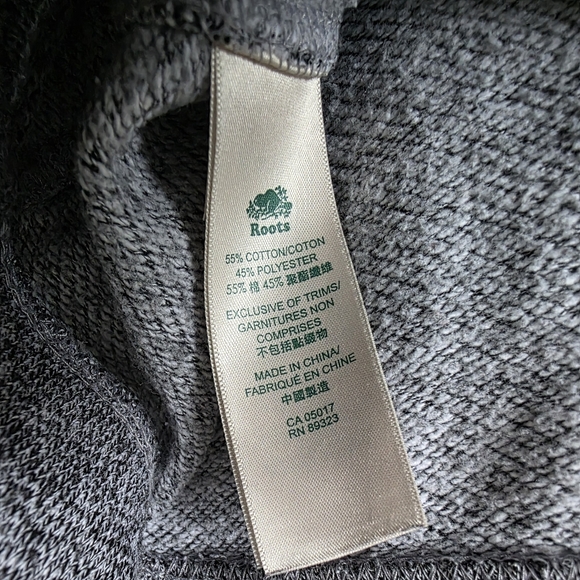 Roots
55% COTTON/COTON
45% POLYESTER
55% 棉 45% 聚酯纖維
EXCLUSIVE OF TRIMS/
GARNITURES NON
COMPRISES
不包括點綴物
MADE IN CHINA/
FABRIQUÉ EN CHINE
中國製造
CA 05017
RN 89323